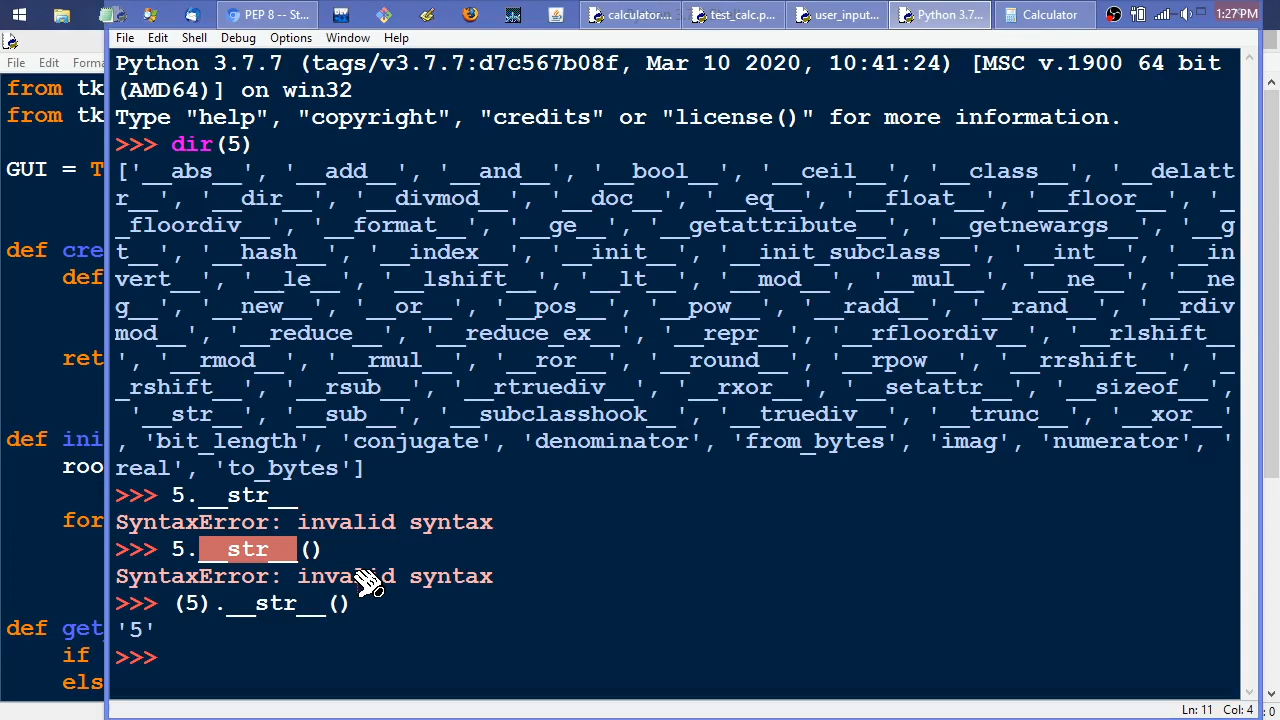 PEP 8 -- St...
calculator....
test_calc.p...
user_input...
Python 3.7...
Calculator
1:27 PM
File Edit Shell Debug Options Window Help
File Edit Forma
from tk
from tk
GUI = T
def cre
def
ret
def ini
roo
for
def get
if
els
Python 3.7.7 (tags/v3.7.7:d7c567b08f, Mar 10 2020, 10:41:24) [MSC v.1900 64 bit
(AMD64)] on win32
Type "help", "copyright", "credits" or "license()" for more information.
>>> dir(5)
['__abs__', '__add__', '__and__', '__bool__', '__ceil__', '__class__', '__delatt
r__', '__dir__', '__divmod__', '__doc__', '__eq__', '__float__', '__floor__', '_
_floordiv__', '__format__', '__ge__', '__getattribute__', '__getnewargs__', '__g
t__', '__hash__', '__index__', '__init__', '__init_subclass__', '__int__', '__in
vert__', '__le__', '__lshift__', '__lt__', '__mod__', '__mul__', '__ne__', '__ne
g__', '__new__', '__or__', '__pos__', '__pow__', '__radd__', '__rand__', '__rdiv
mod__', '__reduce__', '__reduce_ex__', '__repr__', '__rfloordiv__', '__rlshift__
', '__rmod__', '__rmul__', '__ror__', '__round__', '__rpow__', '__rrshift__', '_
_rshift__', '__rsub__', '__rtruediv__', '__rxor__', '__setattr__', '__sizeof__',
'__str__', '__sub__', '__subclasshook__', '__truediv__', '__trunc__', '__xor__'
, 'bit_length', 'conjugate', 'denominator', 'from_bytes', 'imag', 'numerator', '
real', 'to_bytes']
>>> 5.__str__
SyntaxError: invalid syntax
>>> 5.__str__()
SyntaxError: invalid syntax
>>> (5).__str__()
'5'
>>>
Ln: 11 Col: 4
: 0